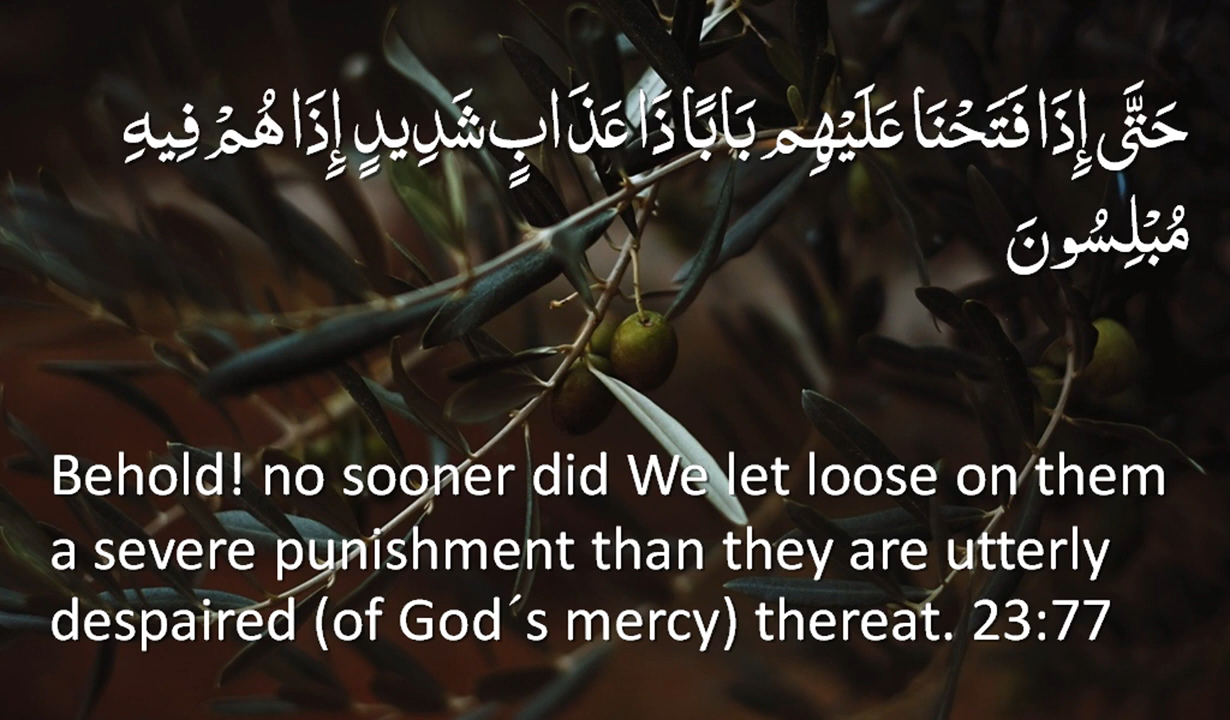 حَتَّى إِذَا فَتَحْنَا عَلَيْهِم بَابًا ذَا عَذَابٍ شَدِيدٍ إِذَا هُمْ فِيهِ
مُبْلِسُونَ
Behold! no sooner did We let loose on them
a severe punishment than they are utterly
despaired (of God´s mercy) thereat. 23:77